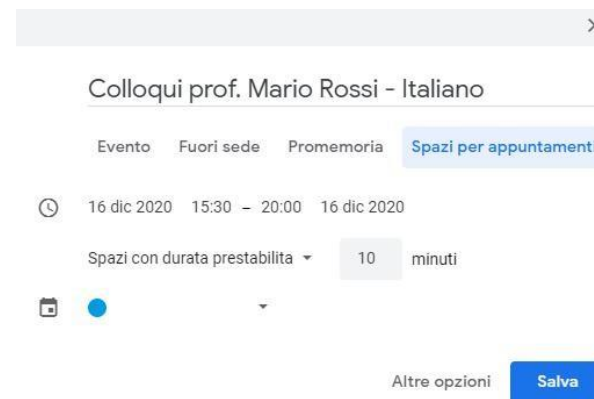 Colloqui prof. Mario Rossi - Italiano
Evento Fuori sede Promemoria Spazi per appuntamenti
16 dic 2020 15:30 – 20:00 16 dic 2020
Spazi con durata prestabilita 10 minuti
Altre opzioni Salva